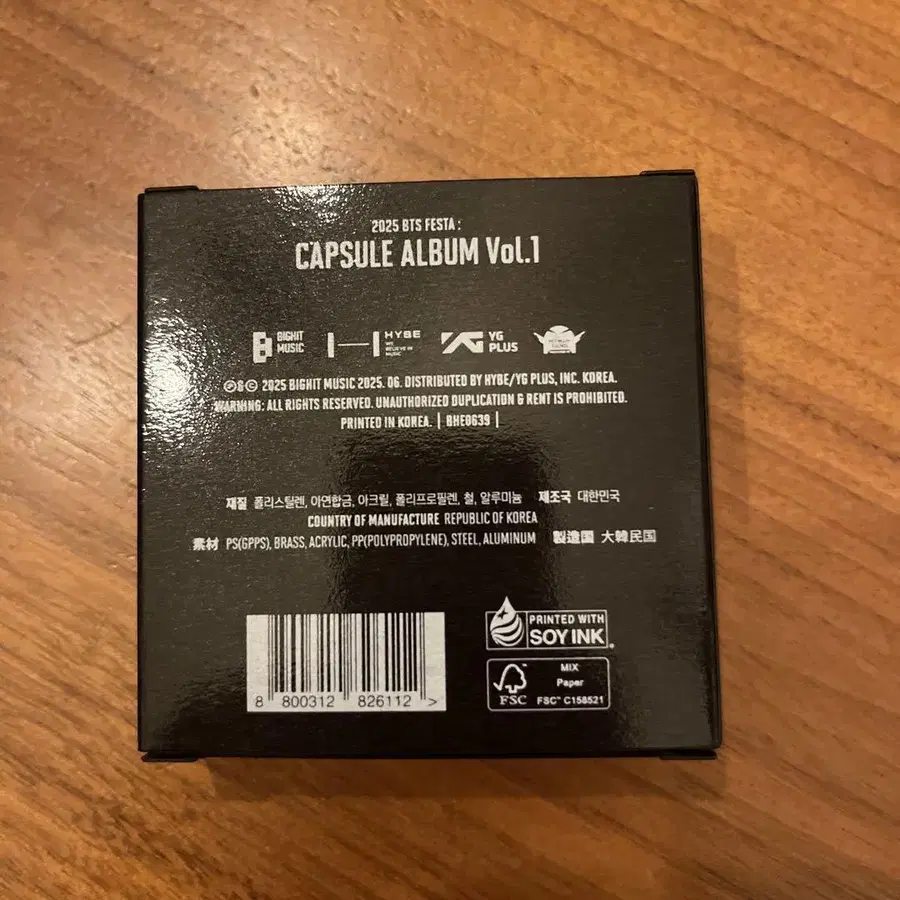 2025 BTS FESTA :
CAPSULE ALBUM Vol.1
BIGHIT
MUSIC
HYBE
WE
BELIEVE IN
MUSIC
YG
PLUS
℗&© 2025 BIGHIT MUSIC 2025. 06. DISTRIBUTED BY HYBE/YG PLUS, INC. KOREA.
WARNING: ALL RIGHTS RESERVED. UNAUTHORIZED DUPLICATION & RENT IS PROHIBITED.
PRINTED IN KOREA. | BHE0639 |
재질 폴리스틸렌, 아연합금, 아크릴, 폴리프로필렌, 철, 알루미늄 제조국 대한민국
COUNTRY OF MANUFACTURE REPUBLIC OF KOREA
素材 PS(GPPS), BRASS, ACRYLIC, PP(POLYPROPYLENE), STEEL, ALUMINUM 製造国 大韓民国
8 800312 826112 >
PRINTED WITH
SOY INK
FSC
MIX
Paper
FSC™ C158521